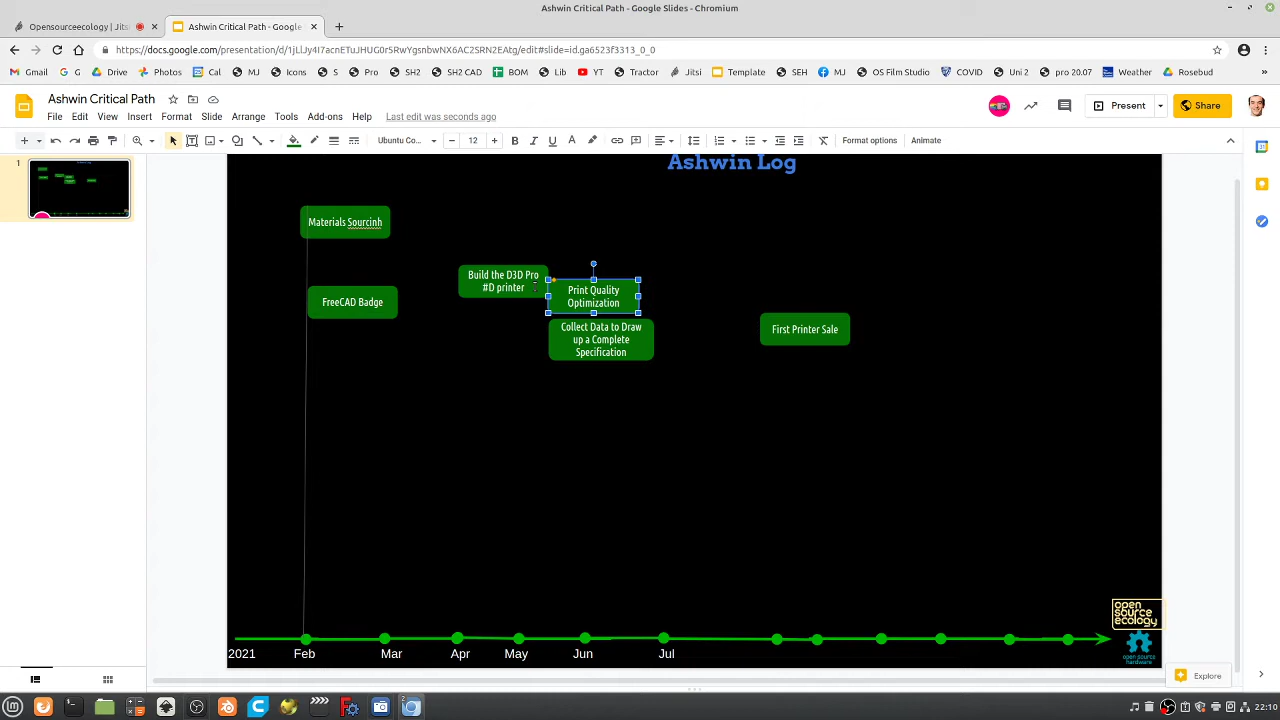 Ashwin Critical Path - Google Slides - Chromium
Opensourceecology | Jitsi
Ashwin Critical Path - Google
https://docs.google.com/presentation/d/1jLlJy4I7acnETuJHUG0r5RwYgsnbwNX6AC2SRN2EAtg/edit#slide=id.ga6523f3313_0_0
Gmail G Drive Photos Cal MJ Icons S Pro SH2 SH2 CAD BOM Lib YT Tractor Jitsi Template SEH MJ OS Film Studio COVID Uni 2 pro 20.07 Weather Rosebud
Ashwin Critical Path
File Edit View Insert Format Slide Arrange Tools Add-ons Help Last edit was seconds ago
Present
Share
Ubuntu Co... 12 Format options Animate
1
Ashwin Log
Materials Sourcinh
Build the D3D Pro
#D printer
Print Quality
Optimization
FreeCAD Badge
Collect Data to Draw
up a Complete
Specification
First Printer Sale
open
source
ecology
open source
hardware
2021 Feb Mar Apr May Jun Jul
Explore
22:10